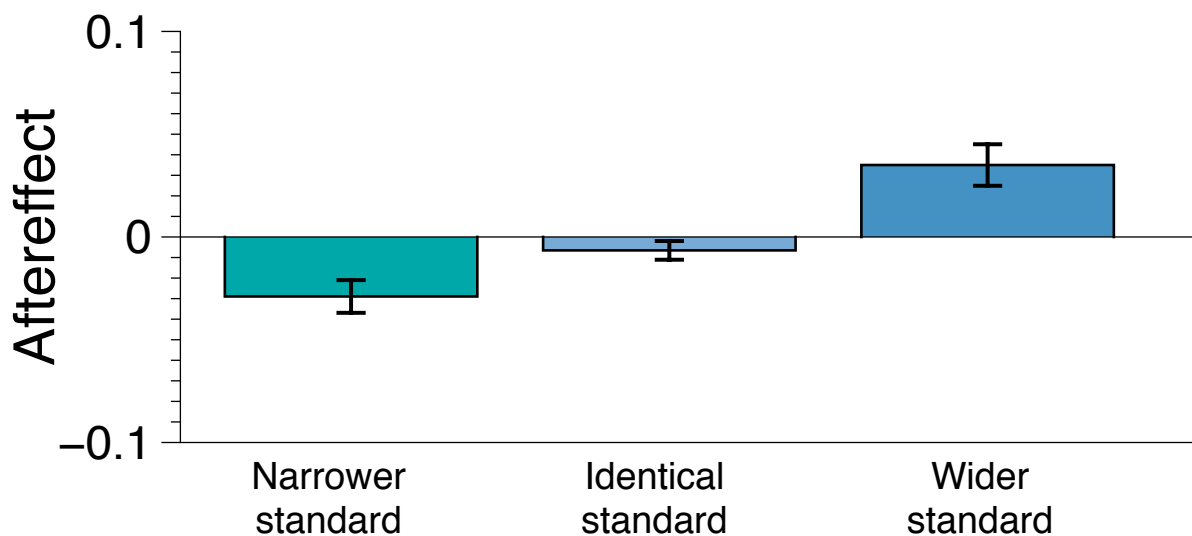 0.1
0
−0.1
Aftereffect
Narrower
standard
Identical
standard
Wider
standard